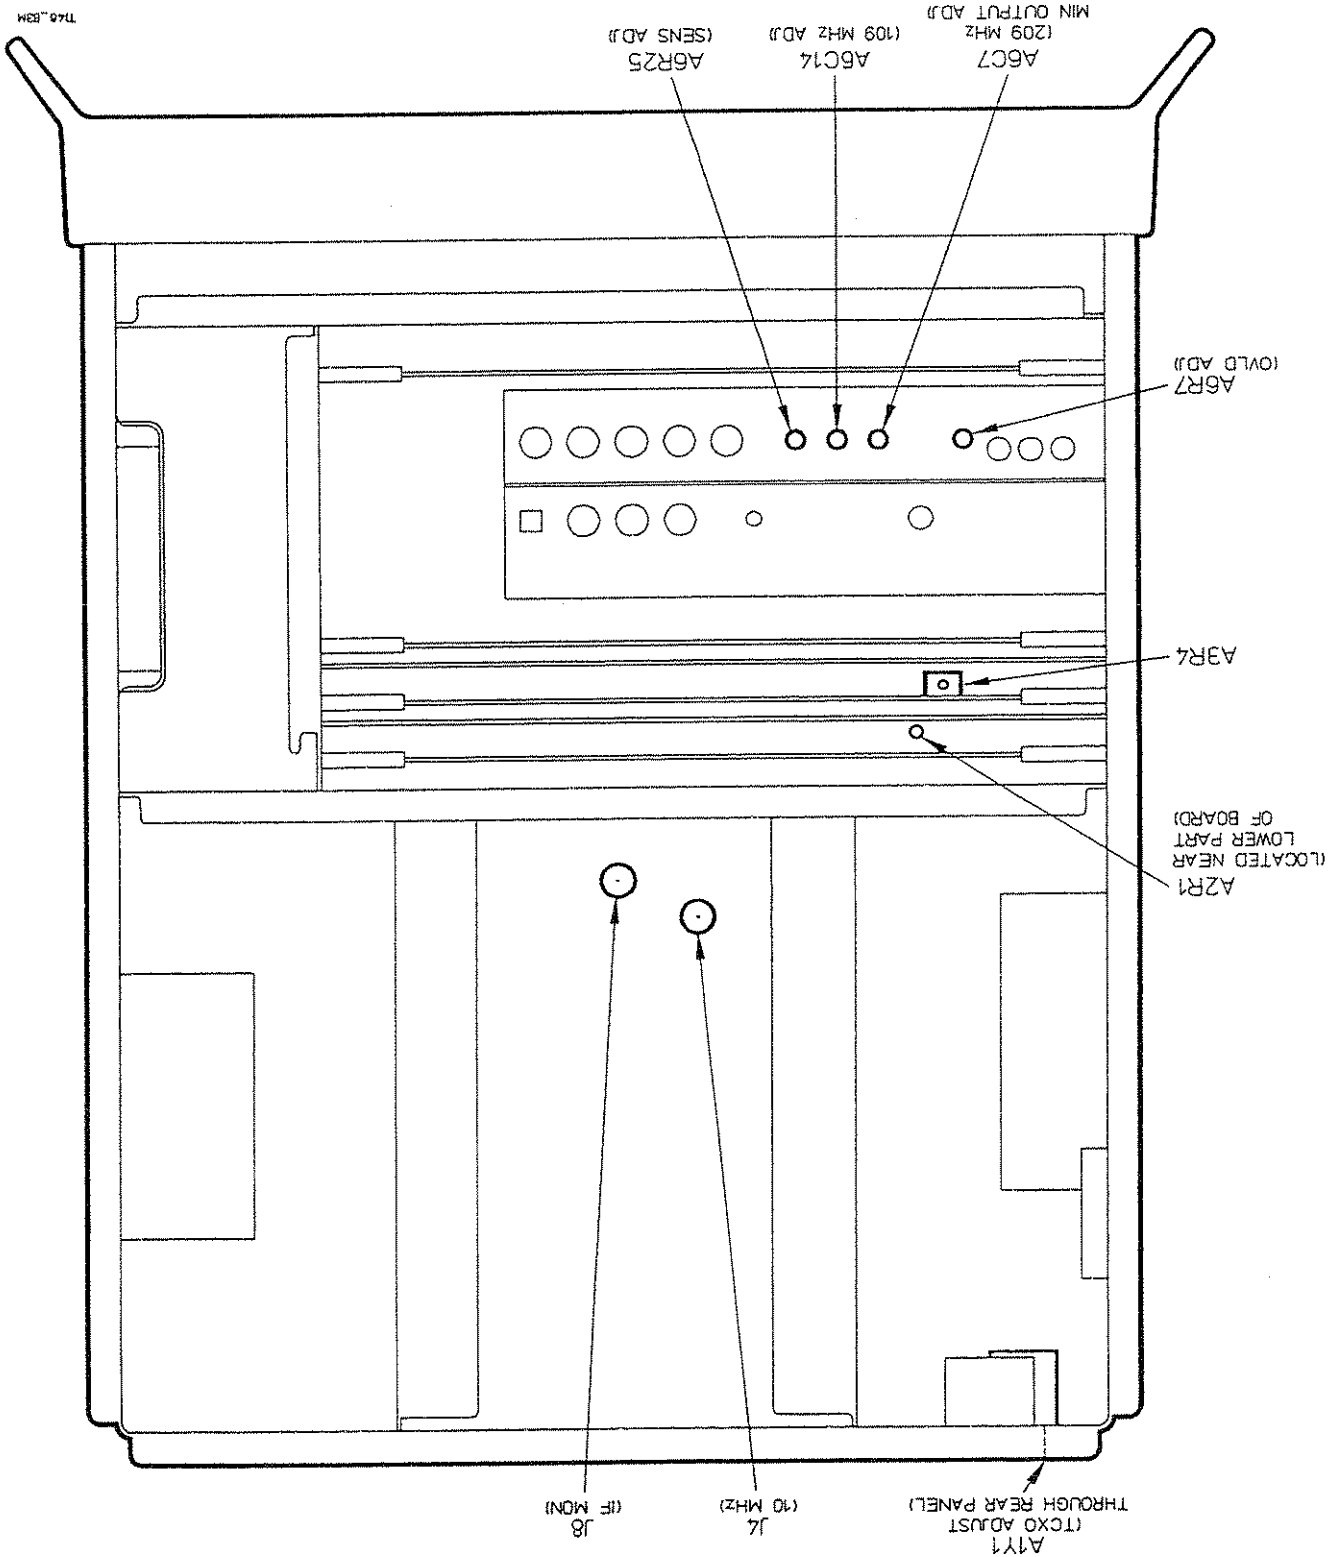 A1Y1
(TCXO ADJUST
THROUGH REAR PANEL)
J4
(10 MHz)
J8
(IF MON)
A2R1
(LOCATED NEAR
LOWER PART
OF BOARD)
A3R4
A6R7
(OVLD ADJ)
A6C7
(209 MHz
MIN OUTPUT ADJ)
A6C14
(109 MHz ADJ)
A6R25
(SENS ADJ)